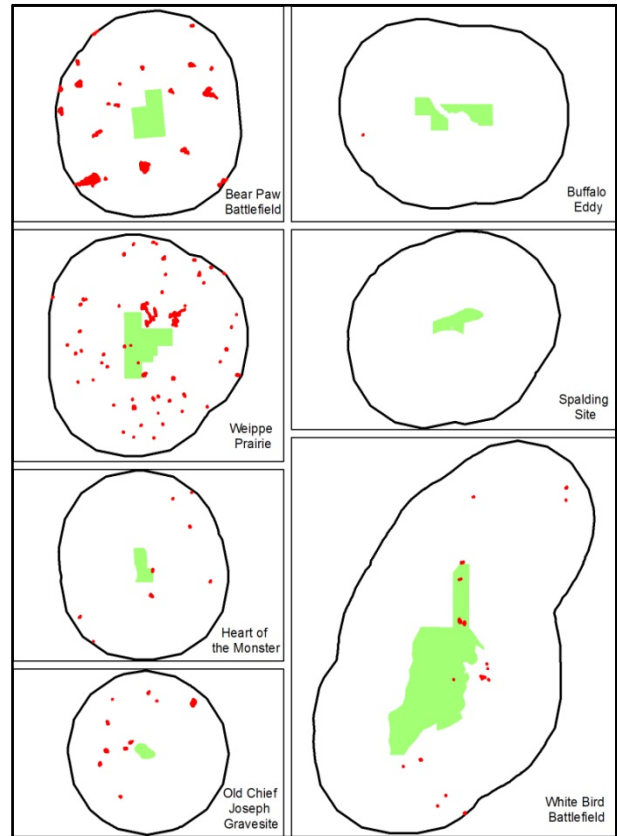 Bear Paw
Battlefield
Buffalo
Eddy
Weippe
Prairie
Spalding
Site
Heart of
the Monster
Old Chief
Joseph
Gravesite
White Bird
Battlefield